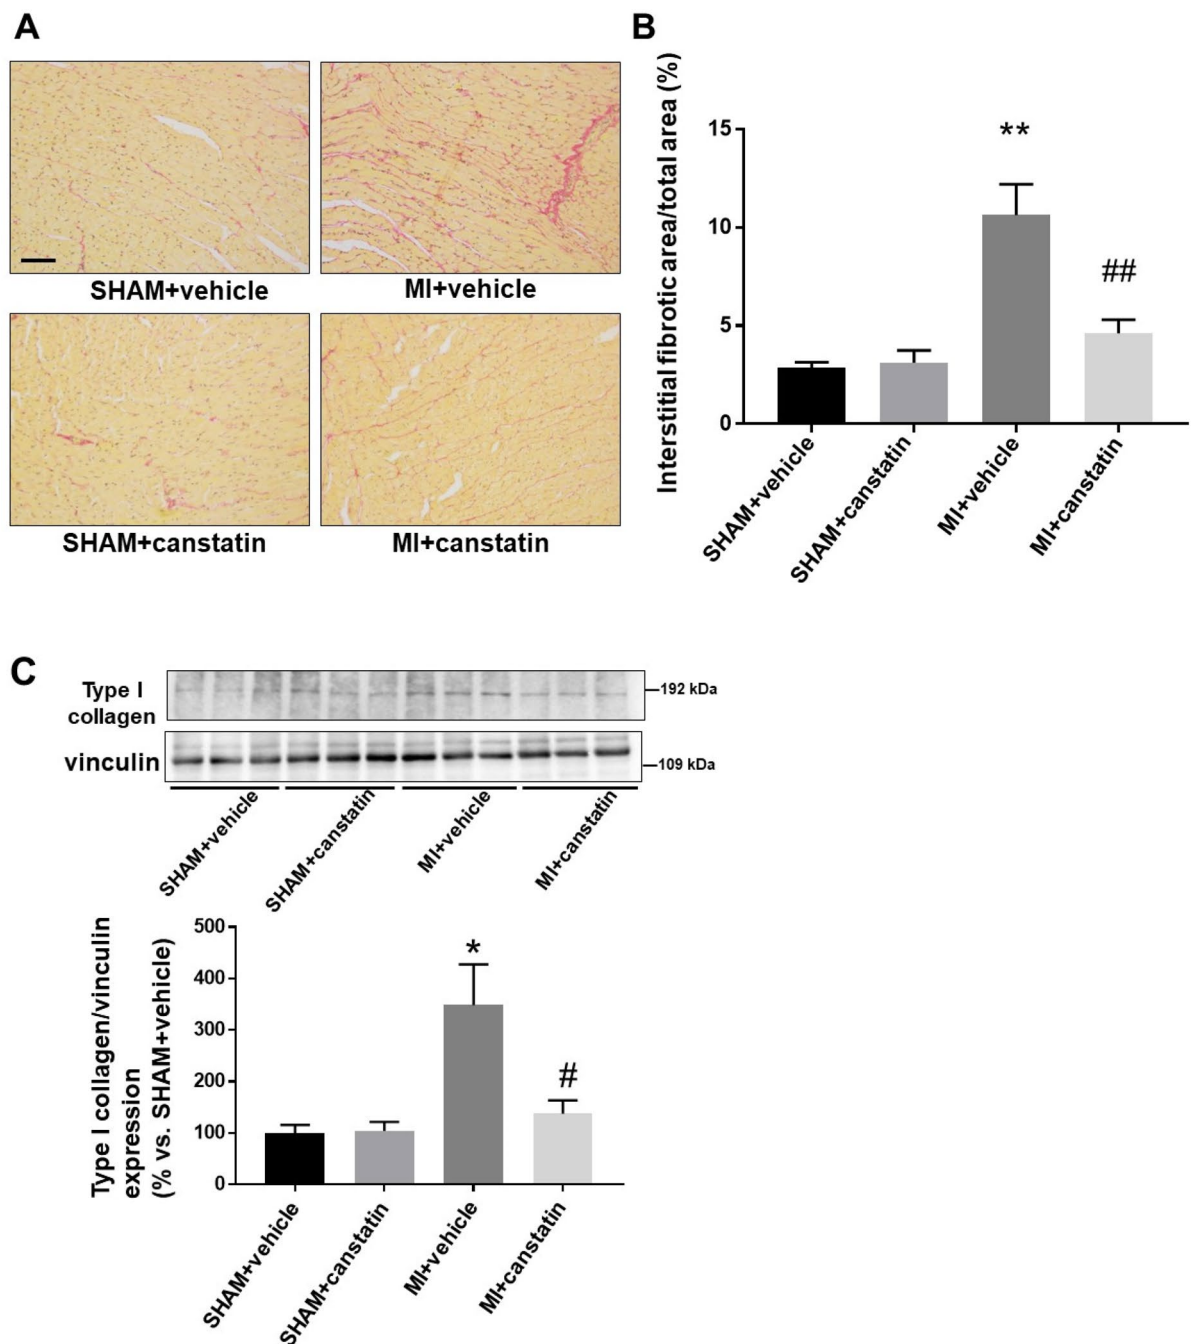 A
SHAM+vehicle
MI+vehicle
SHAM+canstatin
MI+canstatin
B
Interstitial fibrotic area/total area (%)
15
10
5
0
**
##
SHAM+vehicle
SHAM+canstatin
MI+vehicle
MI+canstatin
C
Type I
collagen
192 kDa
vinculin
109 kDa
SHAM+vehicle
SHAM+canstatin
MI+vehicle
MI+canstatin
Type I collagen/vinculin
expression
(% vs. SHAM+vehicle)
500
400
300
200
100
0
*
#
SHAM+vehicle
SHAM+canstatin
MI+vehicle
MI+canstatin